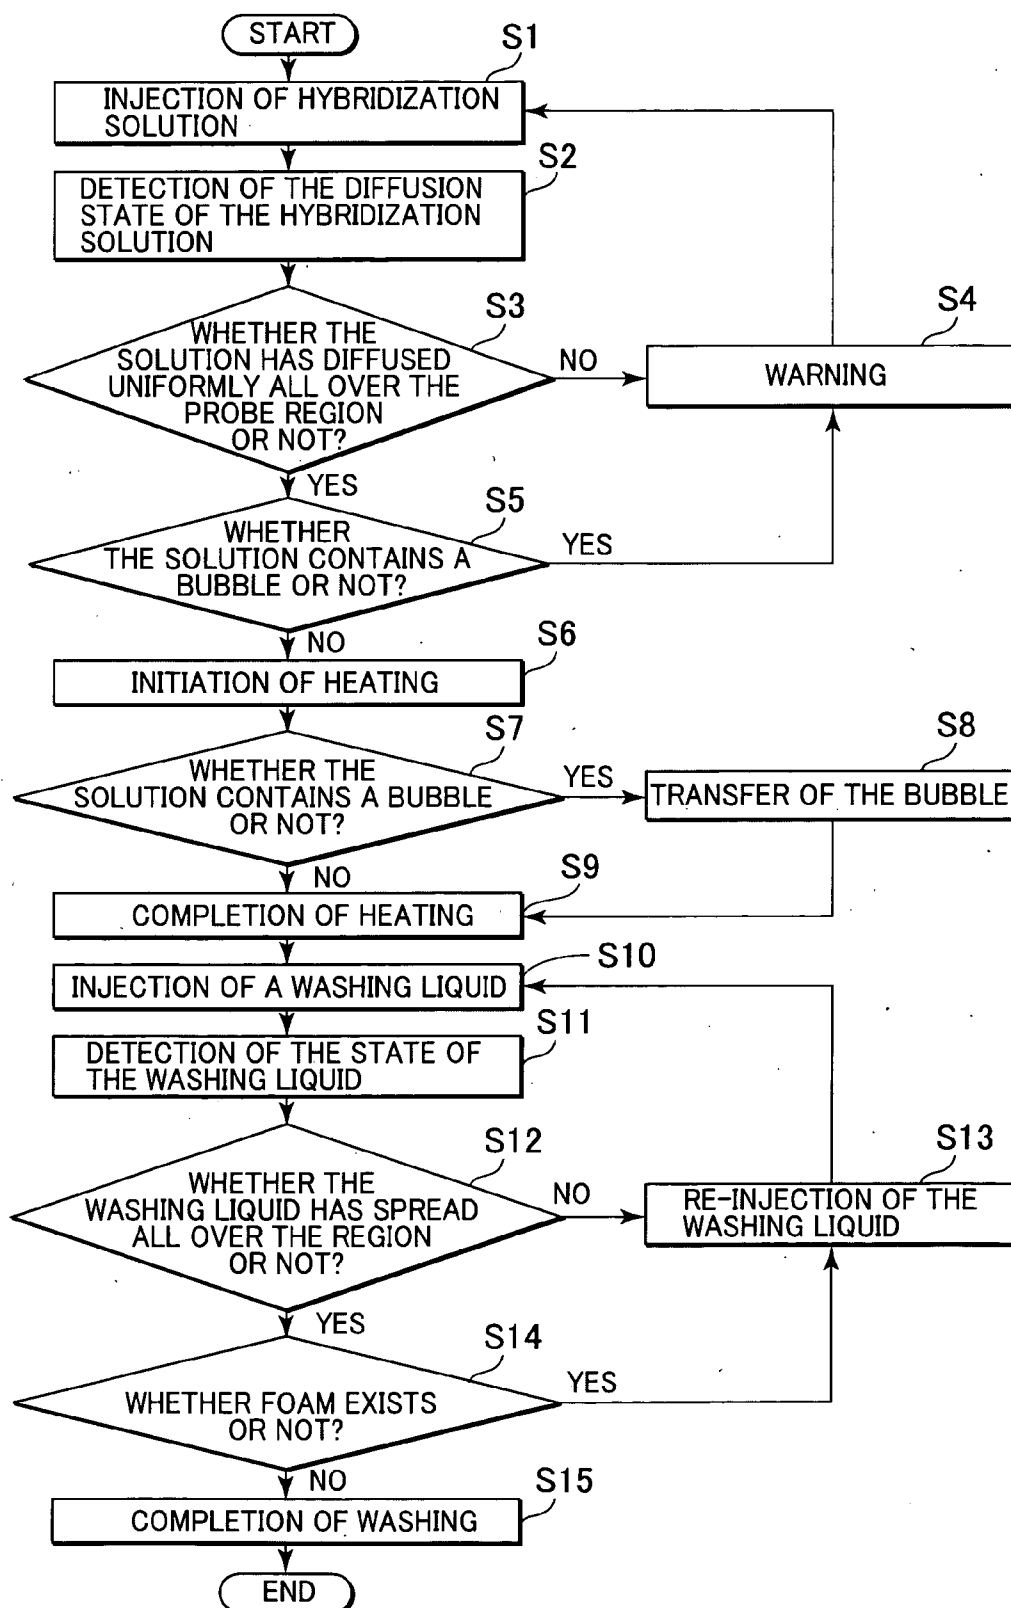 START
S1
INJECTION OF HYBRIDIZATION
SOLUTION
S2
DETECTION OF THE DIFFUSION
STATE OF THE HYBRIDIZATION
SOLUTION
S3
WHETHER THE
SOLUTION HAS DIFFUSED
UNIFORMLY ALL OVER THE
PROBE REGION
OR NOT?
NO
S4
WARNING
YES
S5
WHETHER
THE SOLUTION CONTAINS A
BUBBLE OR NOT?
YES
NO
S6
INITIATION OF HEATING
S7
WHETHER THE
SOLUTION CONTAINS A BUBBLE
OR NOT?
YES
S8
TRANSFER OF THE BUBBLE
NO
S9
COMPLETION OF HEATING
S10
INJECTION OF A WASHING LIQUID
S11
DETECTION OF THE STATE OF
THE WASHING LIQUID
S12
WHETHER THE
WASHING LIQUID HAS SPREAD
ALL OVER THE REGION
OR NOT?
NO
S13
RE-INJECTION OF THE
WASHING LIQUID
YES
S14
WHETHER FOAM EXISTS
OR NOT?
YES
NO
S15
COMPLETION OF WASHING
END